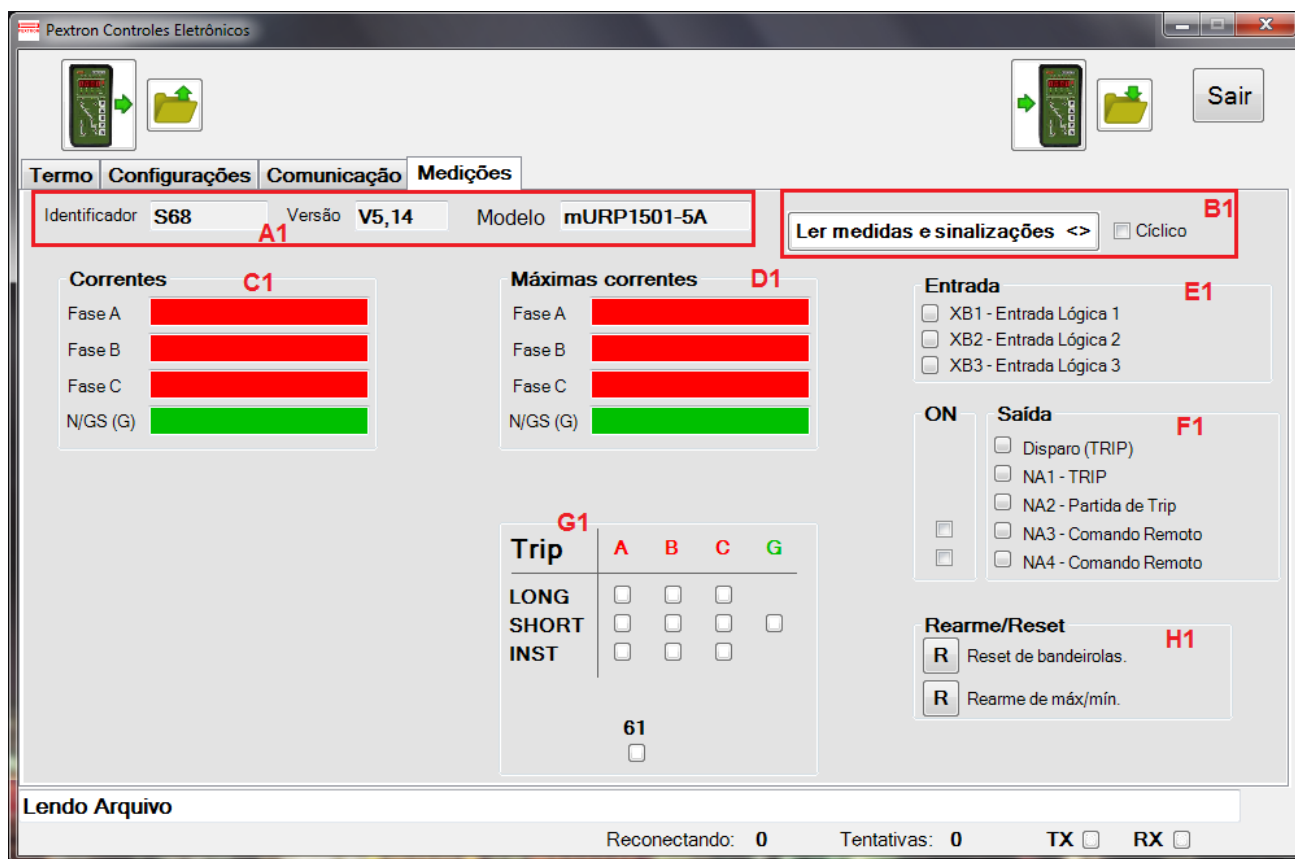 Pextron Controles Eletrônicos
Sair
Termo Configurações Comunicação Medições
Identificador S68 Versão V5,14 Modelo mURP1501-5A
A1
Ler medidas e sinalizações <> Cíclico
B1
Correntes C1
Fase A
Fase B
Fase C
N/GS (G)
Máximas correntes D1
Fase A
Fase B
Fase C
N/GS (G)
Entrada E1
XB1 - Entrada Lógica 1
XB2 - Entrada Lógica 2
XB3 - Entrada Lógica 3
ON Saída F1
Disparo (TRIP)
NA1 - TRIP
NA2 - Partida de Trip
NA3 - Comando Remoto
NA4 - Comando Remoto
G1
Trip A B C G
LONG
SHORT
INST
61
Rearme/Reset H1
R Reset de bandeirolas.
R Rearme de máx/mín.
Lendo Arquivo
Reconectando: 0 Tentativas: 0 TX RX